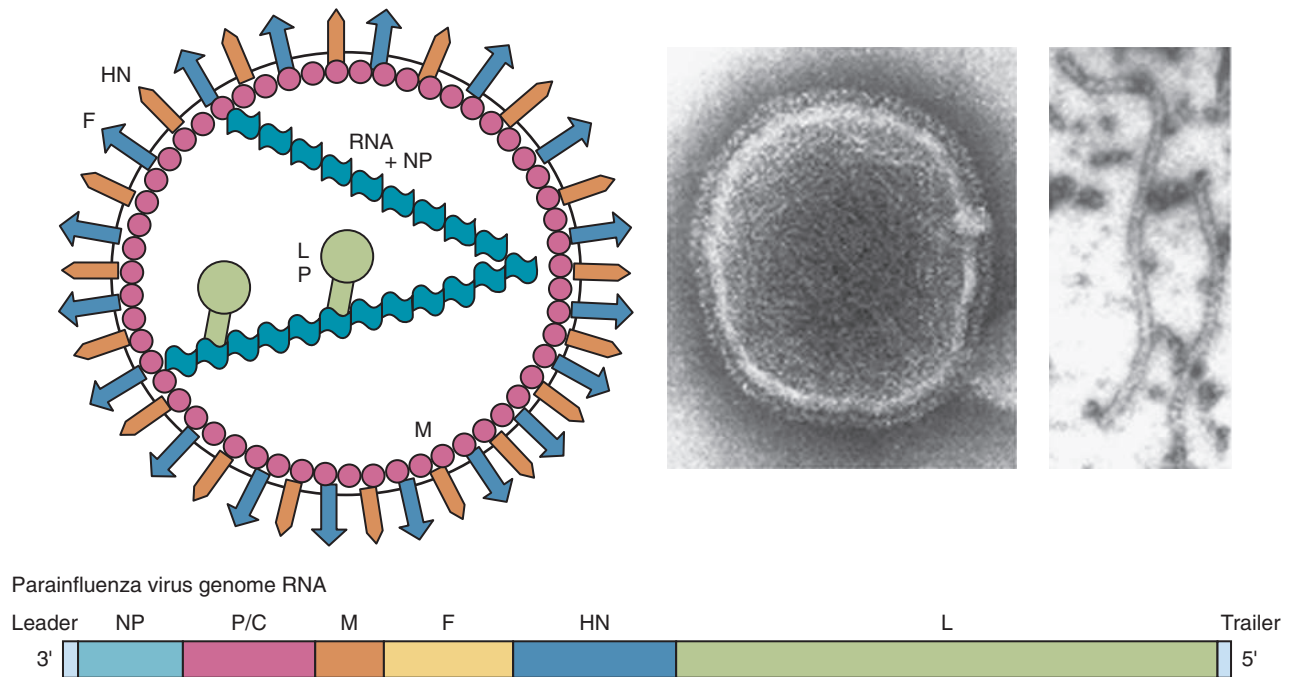 HN
F
RNA
+ NP
L
P
M
Parainfluenza virus genome RNA
Leader NP P/C M F HN L Trailer
3' 5'